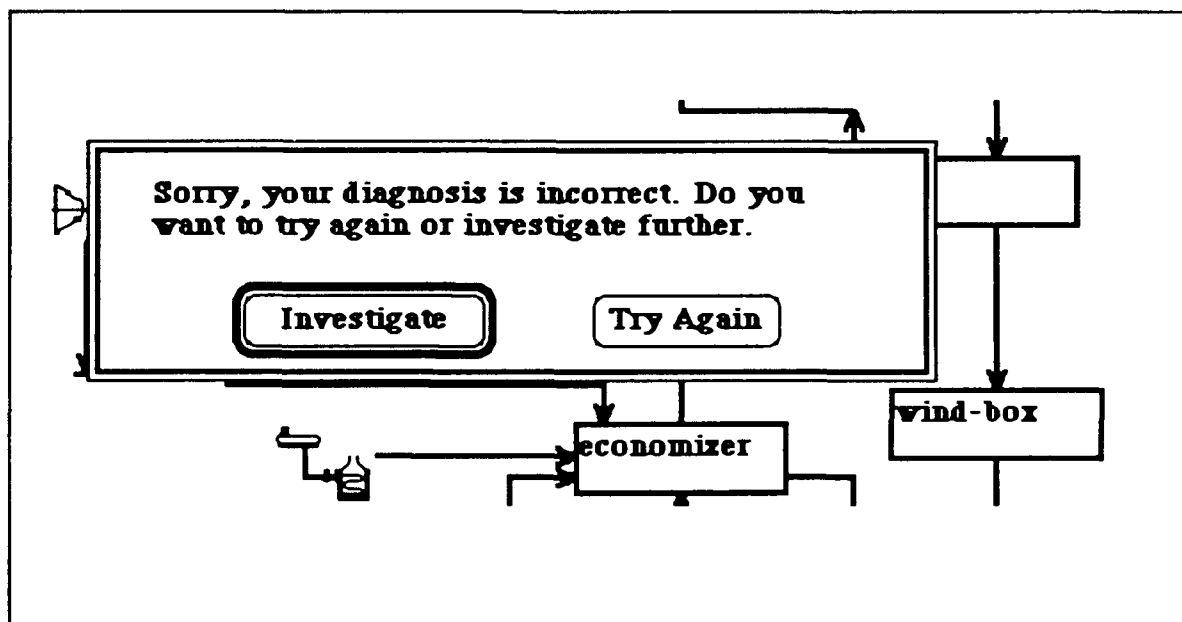 Sorry, your diagnosis is incorrect. Do you
want to try again or investigate further.
Investigate
Try Again
wind-box
economizer